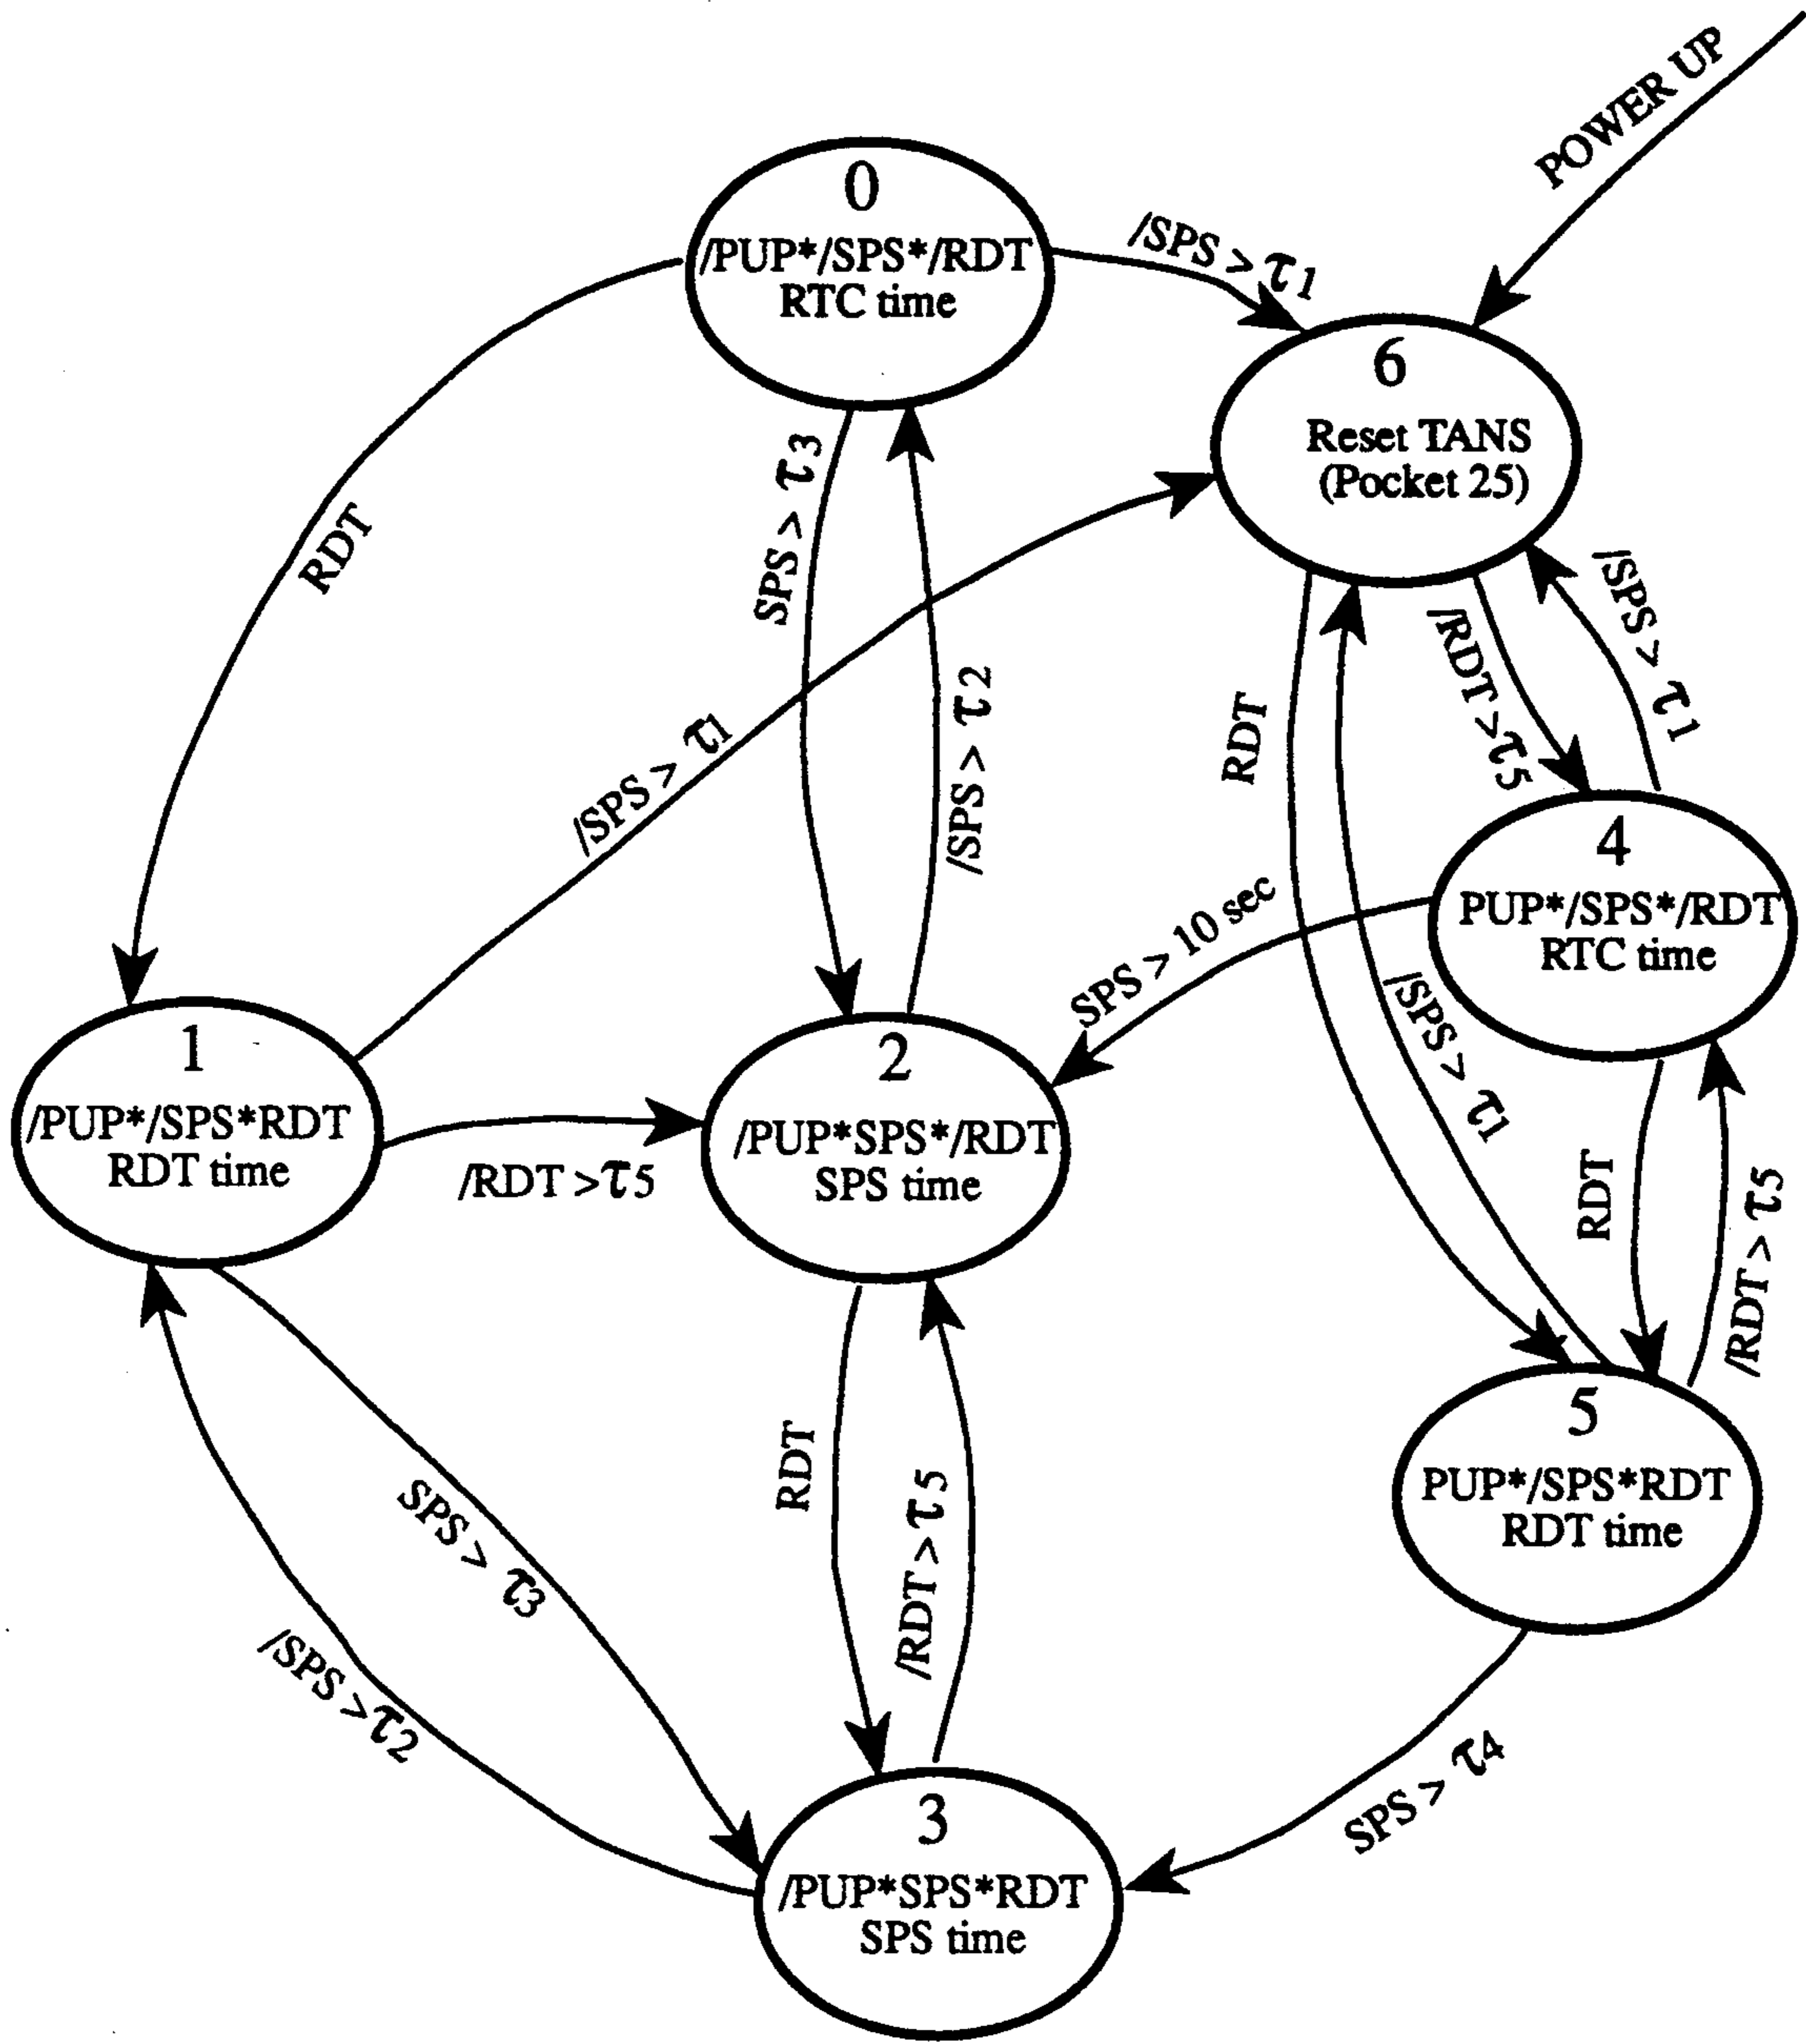 POWER UP
0
/PUP*/SPS*/RDT
RTC time
/SPS > τ1
6
Reset TANS
(Pocket 25)
RDT
SPS > τ3
/SPS > τ1
/SPS > τ2
RDT
/RDT > τ5
/SPS > τ1
4
PUP*/SPS*/RDT
RTC time
SPS > 10 sec
/SPS > τ1
1
/PUP*/SPS*RDT
RDT time
/RDT > τ5
2
/PUP*SPS*/RDT
SPS time
RDT
/RDT > τ5
5
PUP*/SPS*RDT
RDT time
SPS > τ3
/SPS > τ2
RDT
/RDT > τ5
SPS > τ4
3
/PUP*SPS*RDT
SPS time